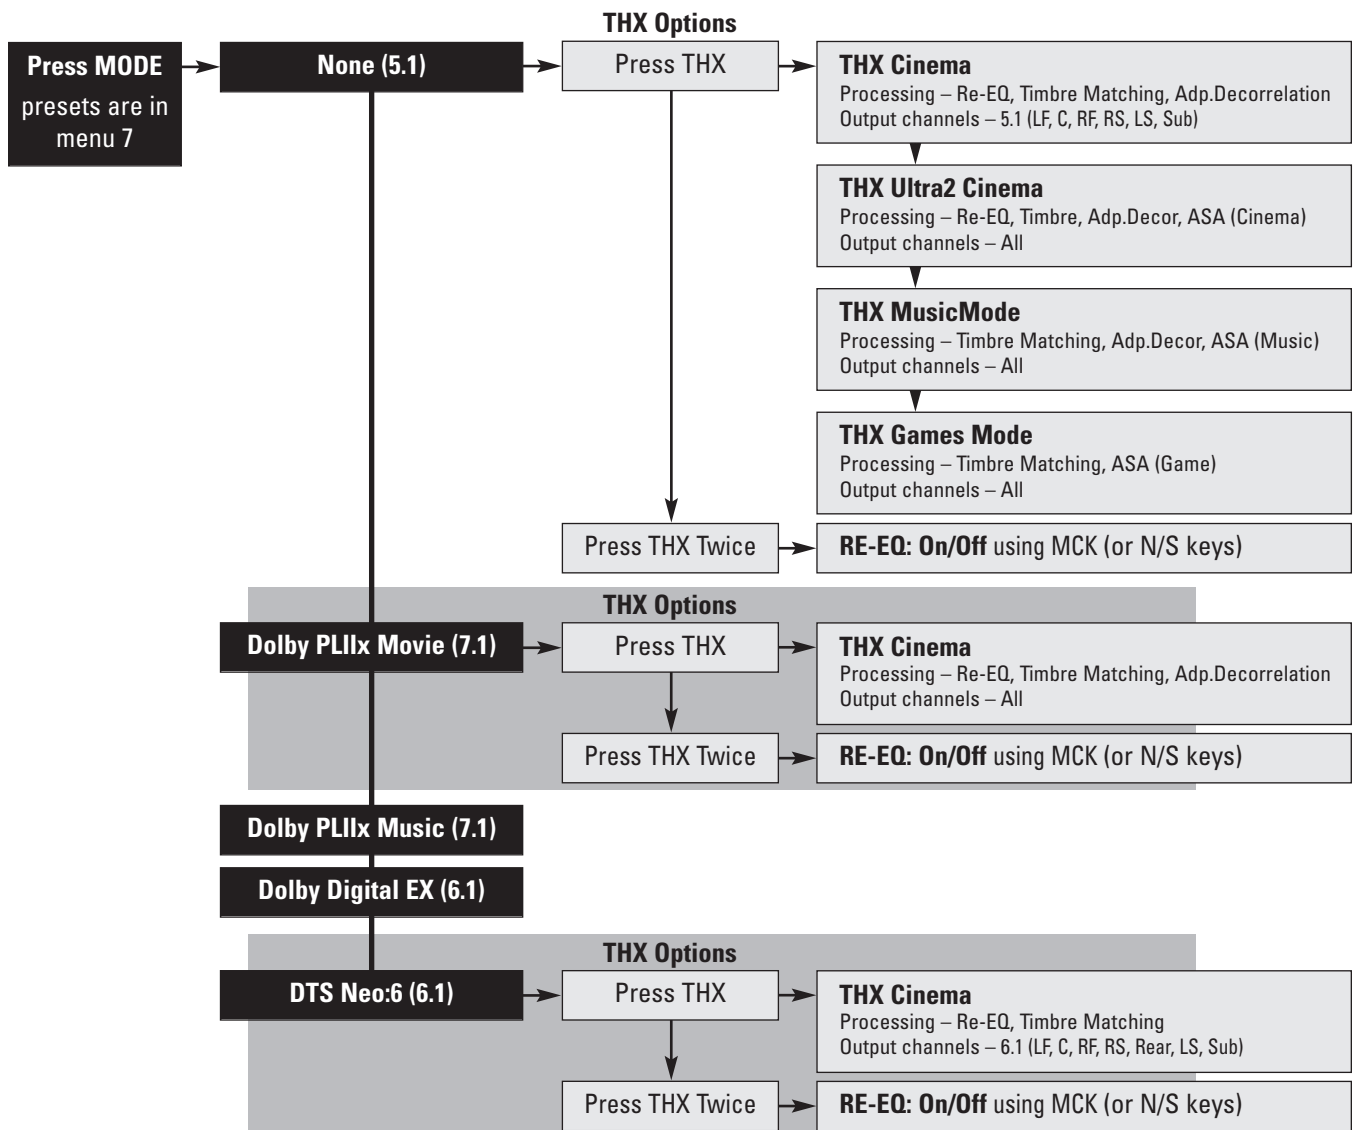 THX Options
Press MODE
presets are in
menu 7
None (5.1)
Press THX
THX Cinema
Processing – Re-EQ, Timbre Matching, Adp.Decorrelation
Output channels – 5.1 (LF, C, RF, RS, LS, Sub)
THX Ultra2 Cinema
Processing – Re-EQ, Timbre, Adp.Decor, ASA (Cinema)
Output channels – All
THX MusicMode
Processing – Timbre Matching, Adp.Decor, ASA (Music)
Output channels – All
THX Games Mode
Processing – Timbre Matching, ASA (Game)
Output channels – All
Press THX Twice
RE-EQ: On/Off using MCK (or N/S keys)
THX Options
Dolby PLIIx Movie (7.1)
Press THX
THX Cinema
Processing – Re-EQ, Timbre Matching, Adp.Decorrelation
Output channels – All
Press THX Twice
RE-EQ: On/Off using MCK (or N/S keys)
Dolby PLIIx Music (7.1)
Dolby Digital EX (6.1)
THX Options
DTS Neo:6 (6.1)
Press THX
THX Cinema
Processing – Re-EQ, Timbre Matching
Output channels – 6.1 (LF, C, RF, RS, Rear, LS, Sub)
Press THX Twice
RE-EQ: On/Off using MCK (or N/S keys)